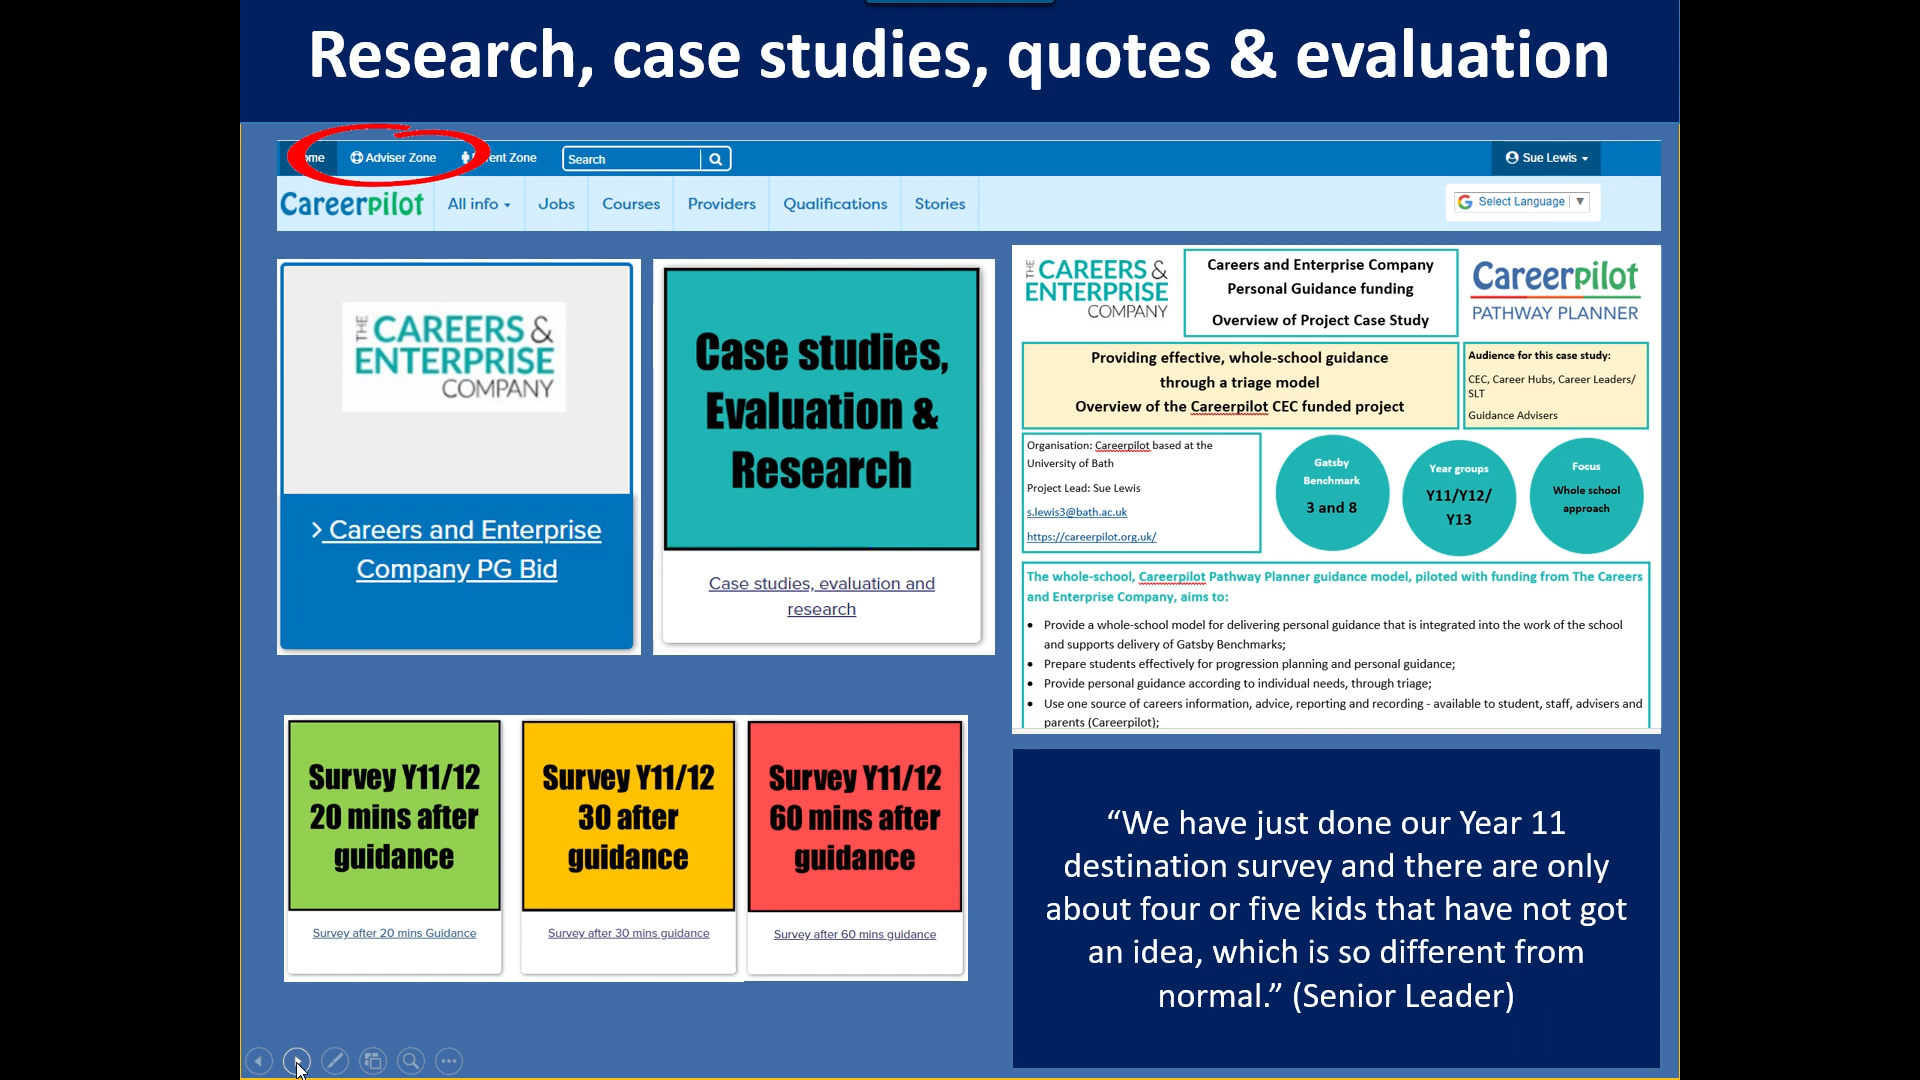 Research, case studies, quotes & evaluation
ome
Adviser Zone
ent Zone
Search
Sue Lewis
Careerpilot
All info
Jobs
Courses
Providers
Qualifications
Stories
Select Language
THE CAREERS &
ENTERPRISE
COMPANY
> Careers and Enterprise
Company PG Bid
Case studies,
Evaluation &
Research
Case studies, evaluation and
research
THE CAREERS &
ENTERPRISE
COMPANY
Careers and Enterprise Company
Personal Guidance funding
Overview of Project Case Study
Careerpilot
PATHWAY PLANNER
Providing effective, whole-school guidance
through a triage model
Overview of the Careerpilot CEC funded project
Audience for this case study:
CEC, Career Hubs, Career Leaders/
SLT
Guidance Advisers
Organisation: Careerpilot based at the
University of Bath
Project Lead: Sue Lewis
s.lewis3@bath.ac.uk
https://careerpilot.org.uk/
Gatsby
Benchmark
3 and 8
Year groups
Y11/Y12/
Y13
Focus
Whole school
approach
The whole-school, Careerpilot Pathway Planner guidance model, piloted with funding from The Careers
and Enterprise Company, aims to:
• Provide a whole-school model for delivering personal guidance that is integrated into the work of the school
and supports delivery of Gatsby Benchmarks;
• Prepare students effectively for progression planning and personal guidance;
• Provide personal guidance according to individual needs, through triage;
• Use one source of careers information, advice, reporting and recording - available to student, staff, advisers and
parents (Careerpilot);
Survey Y11/12
20 mins after
guidance
Survey after 20 mins Guidance
Survey Y11/12
30 after
guidance
Survey after 30 mins guidance
Survey Y11/12
60 mins after
guidance
Survey after 60 mins guidance
“We have just done our Year 11
destination survey and there are only
about four or five kids that have not got
an idea, which is so different from
normal.” (Senior Leader)